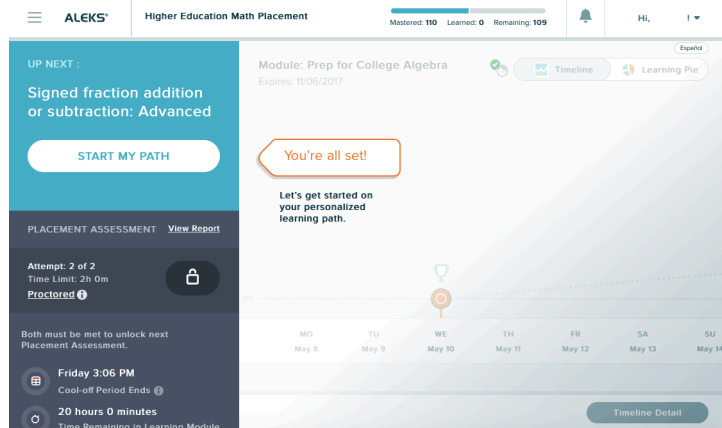 ALEKS®
Higher Education Math Placement
Mastered: 110 Learned: 0 Remaining: 109
Hi, !
Español
UP NEXT :
Signed fraction addition
or subtraction: Advanced
START MY PATH
Module: Prep for College Algebra
Expires: 11/06/2017
Timeline
Learning Pie
You're all set!
Let's get started on
your personalized
learning path.
PLACEMENT ASSESSMENT View Report
Attempt: 2 of 2
Time Limit: 2h 0m
Proctored
Both must be met to unlock next
Placement Assessment.
Friday 3:06 PM
Cool-off Period Ends
20 hours 0 minutes
Time Remaining in Learning Module
MO TU WE TH FR SA SU
May 8 May 9 May 10 May 11 May 12 May 13 May 14
Timeline Detail